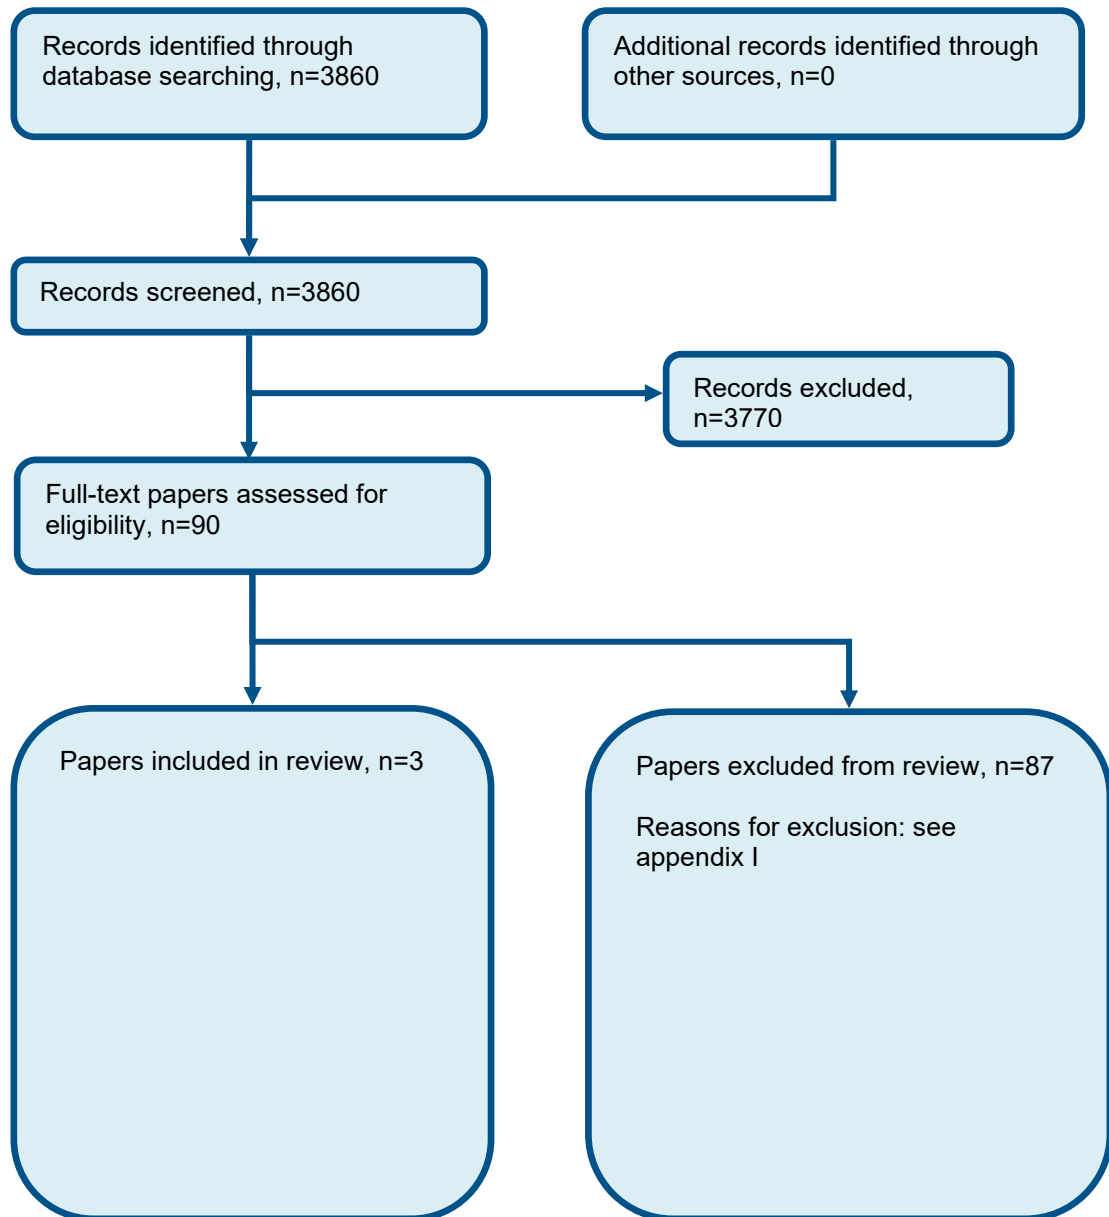 Records identified through
database searching, n=3860
Additional records identified through
other sources, n=0
Records screened, n=3860
Records excluded,
n=3770
Full-text papers assessed for
eligibility, n=90
Papers included in review, n=3
Papers excluded from review, n=87
Reasons for exclusion: see
appendix I